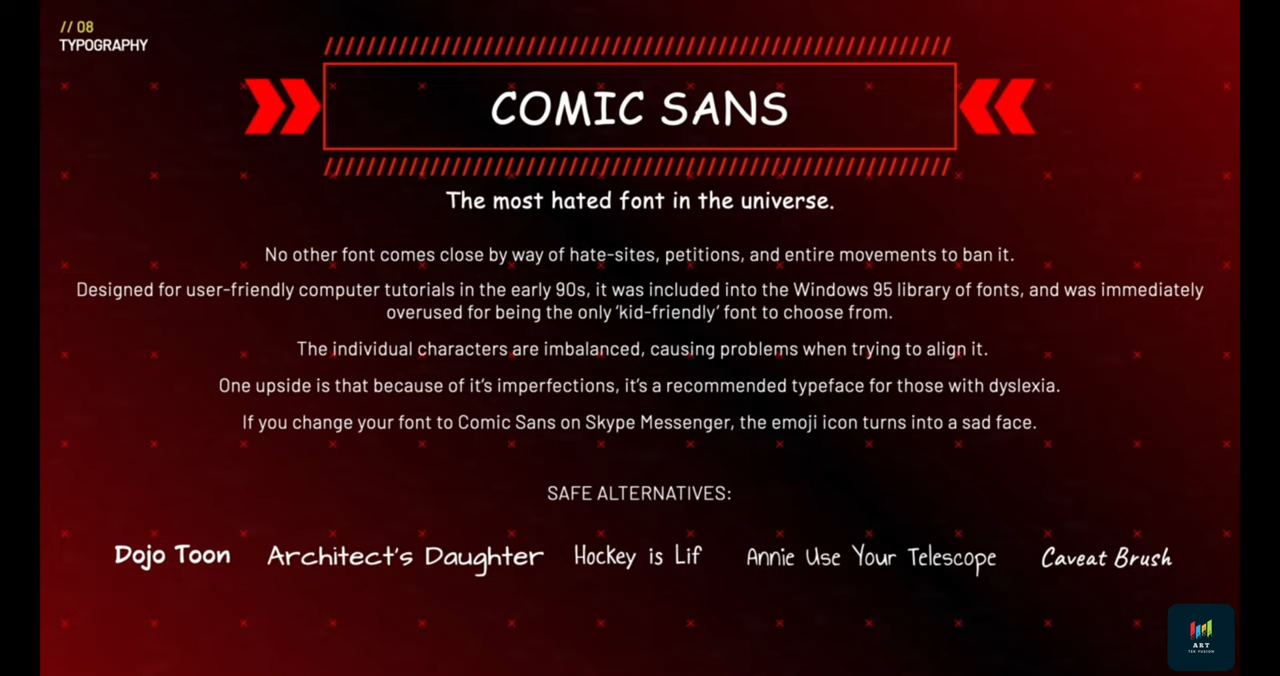 // 08
TYPOGRAPHY
COMIC SANS
The most hated font in the universe.
No other font comes close by way of hate-sites, petitions, and entire movements to ban it.
Designed for user-friendly computer tutorials in the early 90s, it was included into the Windows 95 library of fonts, and was immediately
overused for being the only ‘kid-friendly’ font to choose from.
The individual characters are imbalanced, causing problems when trying to align it.
One upside is that because of it’s imperfections, it’s a recommended typeface for those with dyslexia.
If you change your font to Comic Sans on Skype Messenger, the emoji icon turns into a sad face.
SAFE ALTERNATIVES:
Dojo Toon Architect's Daughter Hockey is Lif Annie Use Your Telescope Caveat Brush
ART
TEK FUSION